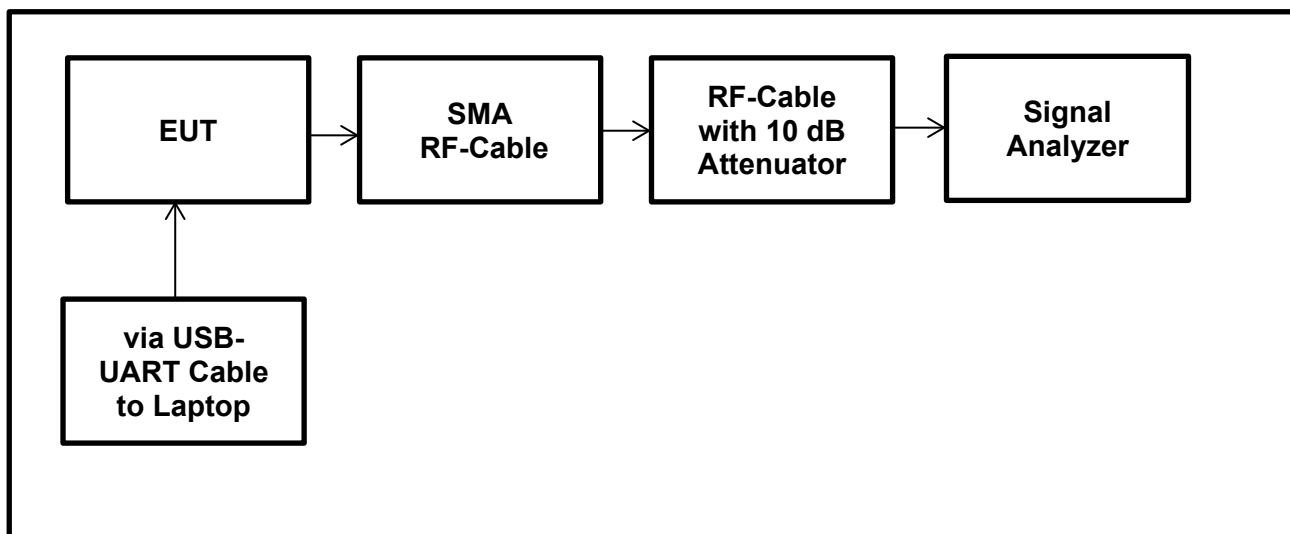 EUT
SMA
RF-Cable
RF-Cable
with 10 dB
Attenuator
Signal
Analyzer
via USB-
UART Cable
to Laptop